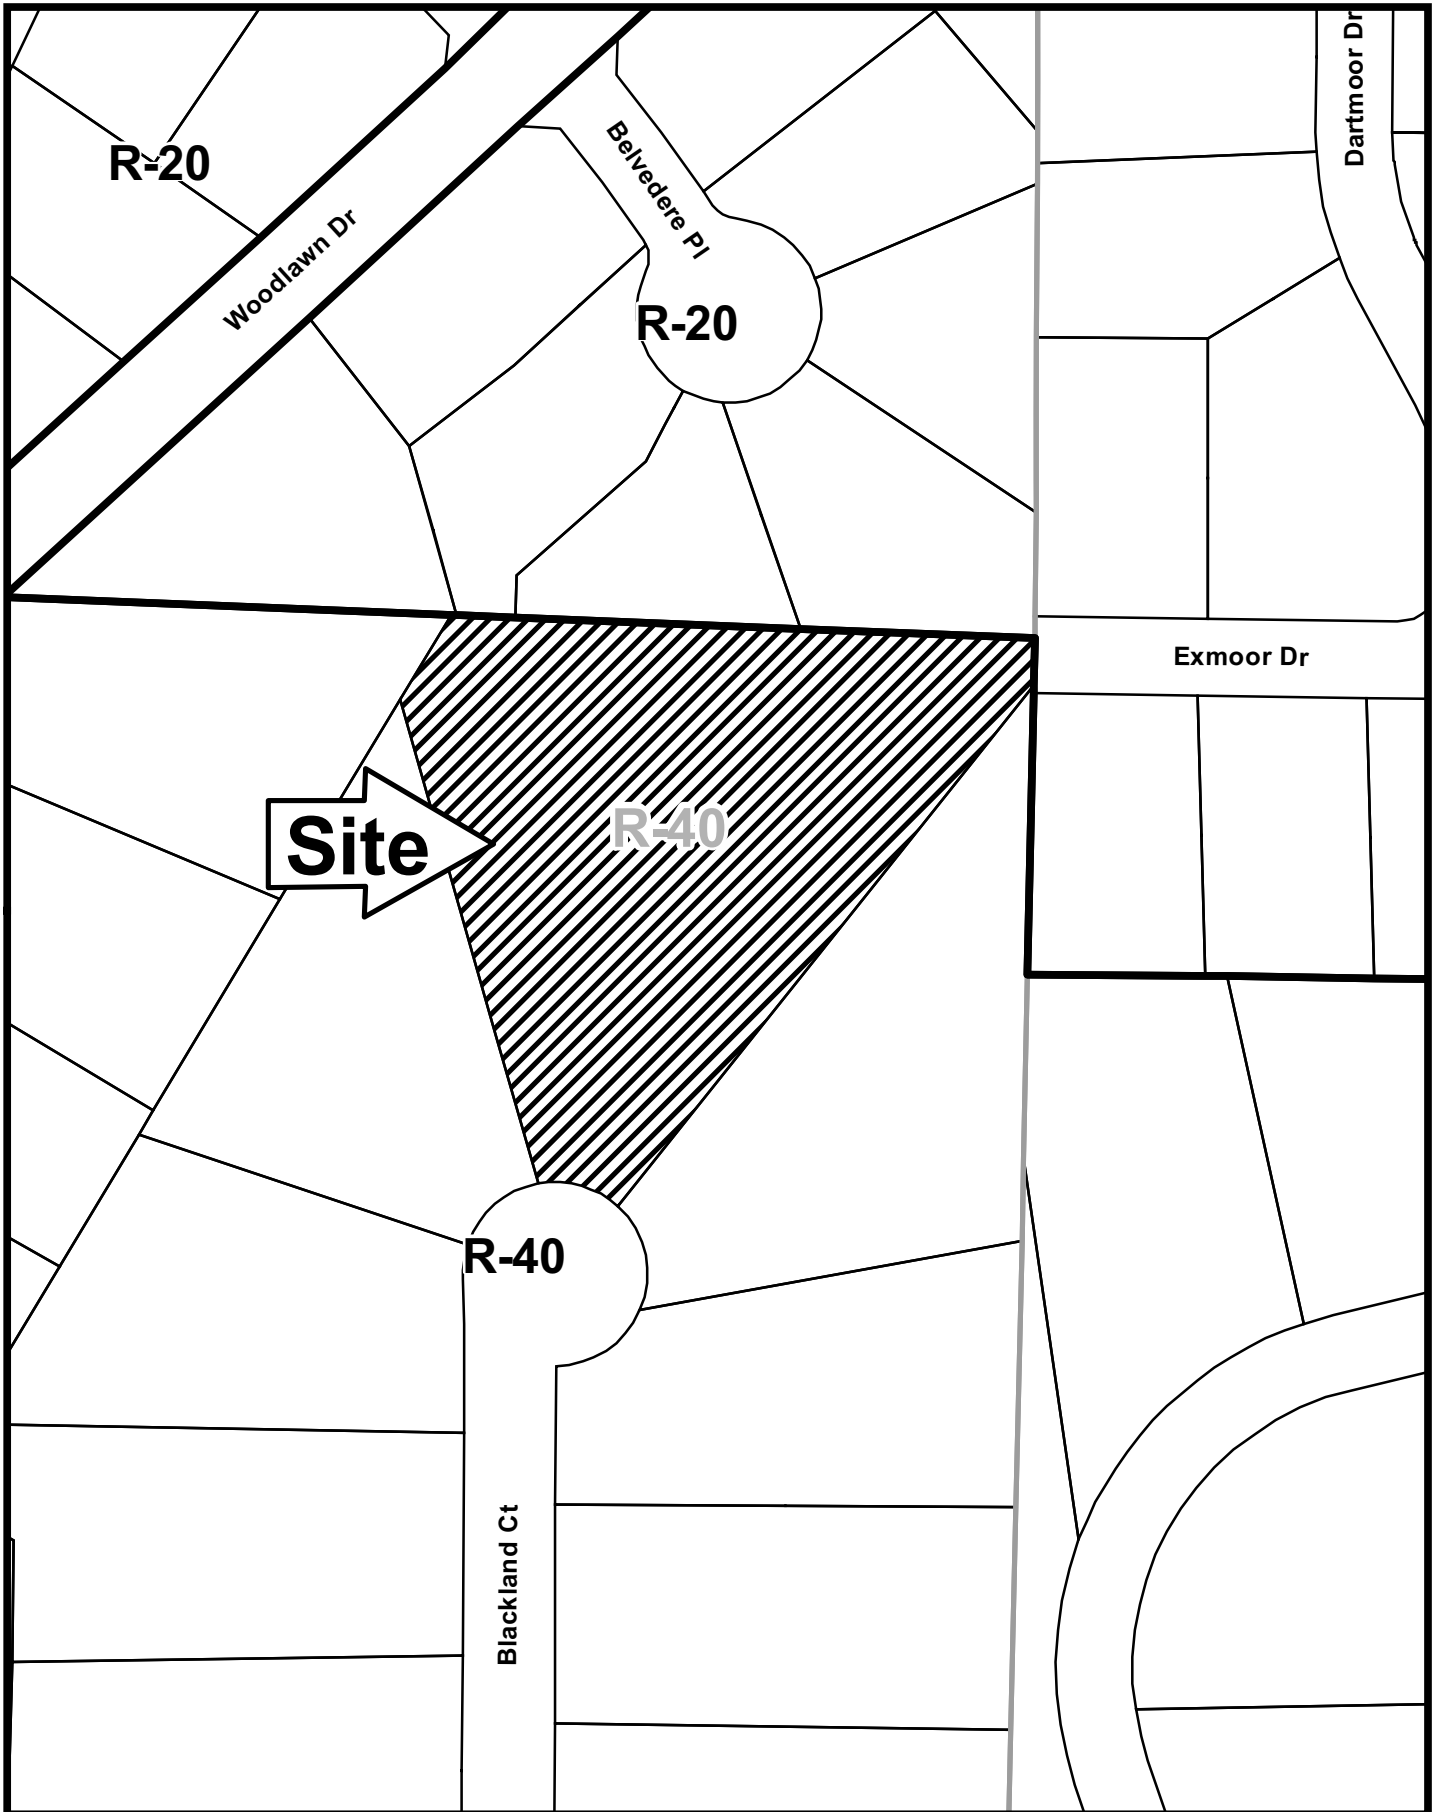 Dartmoor Dr
R-20
Belvedere Pl
Woodlawn Dr
R-20
Exmoor Dr
R-40
Site
R-40
Blackland Ct